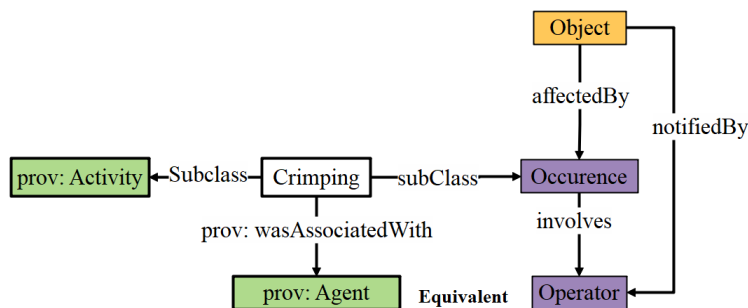 Object
affectedBy
notifiedBy
prov: Activity
Subclass
Crimping
subClass
Occurence
prov: wasAssociatedWith
involves
prov: Agent
Equivalent
Operator